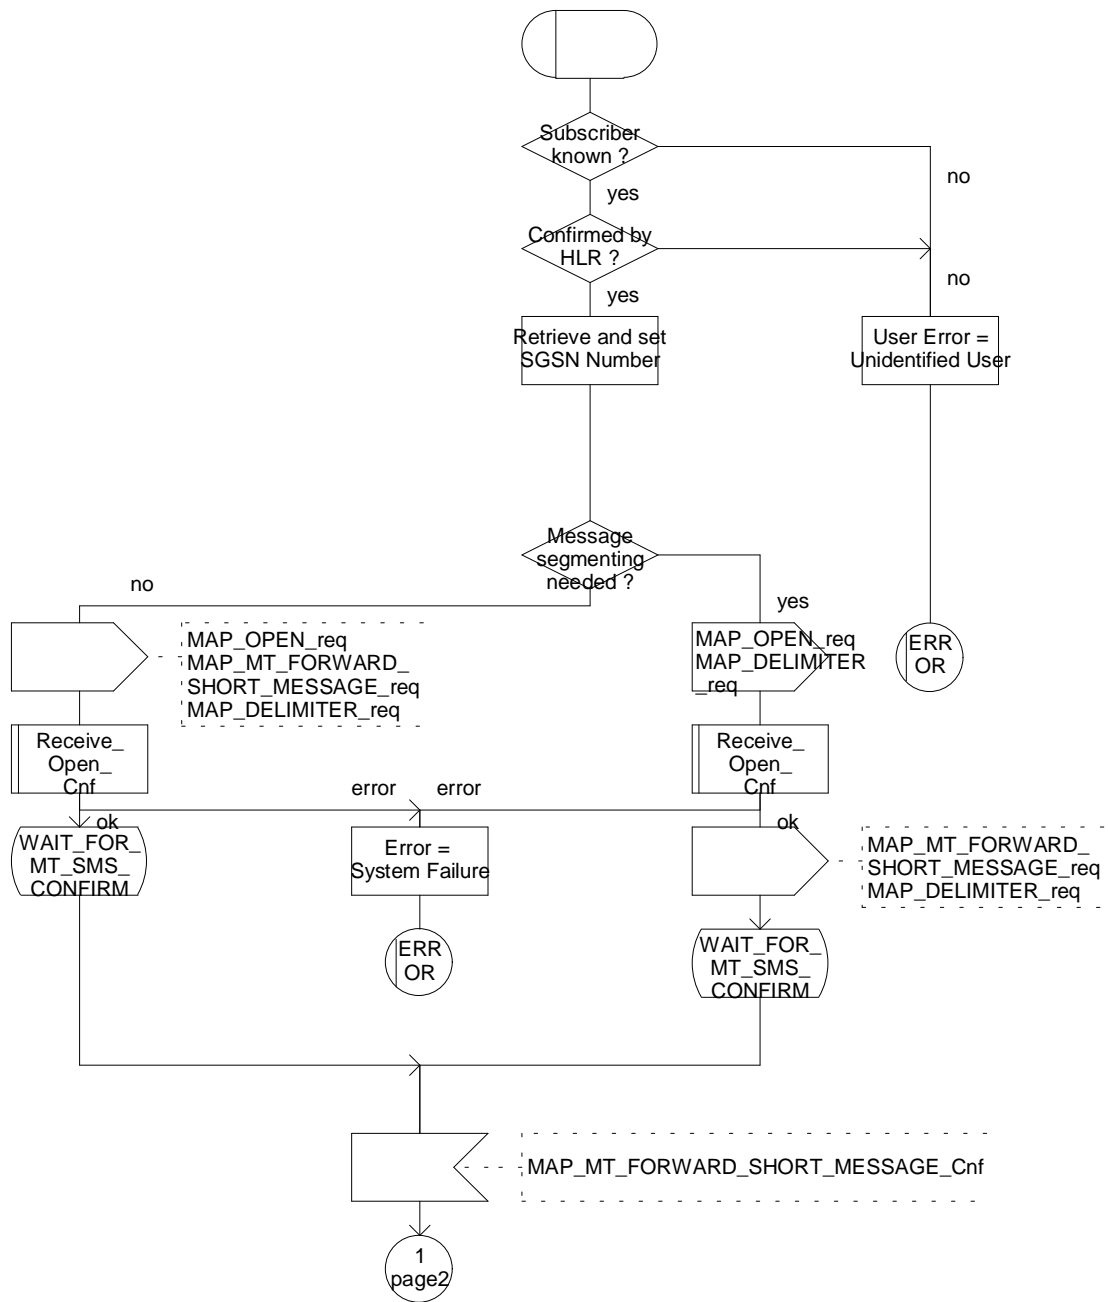 Subscriber
known ?
no
yes
Confirmed by
HLR ?
no
yes
Retrieve and set
SGSN Number
User Error =
Unidentified User
Message
segmenting
needed ?
no
yes
MAP_OPEN_req
MAP_MT_FORWARD_
SHORT_MESSAGE_req
MAP_DELIMITER_req
MAP_OPEN_req
MAP_DELIMITER
_req
ERR
OR
Receive_
Open_
Cnf
Receive_
Open_
Cnf
error
error
ok
ok
WAIT_FOR_
MT_SMS_
CONFIRM
Error =
System Failure
MAP_MT_FORWARD_
SHORT_MESSAGE_req
MAP_DELIMITER_req
ERR
OR
WAIT_FOR_
MT_SMS_
CONFIRM
MAP_MT_FORWARD_SHORT_MESSAGE_Cnf
1
page2